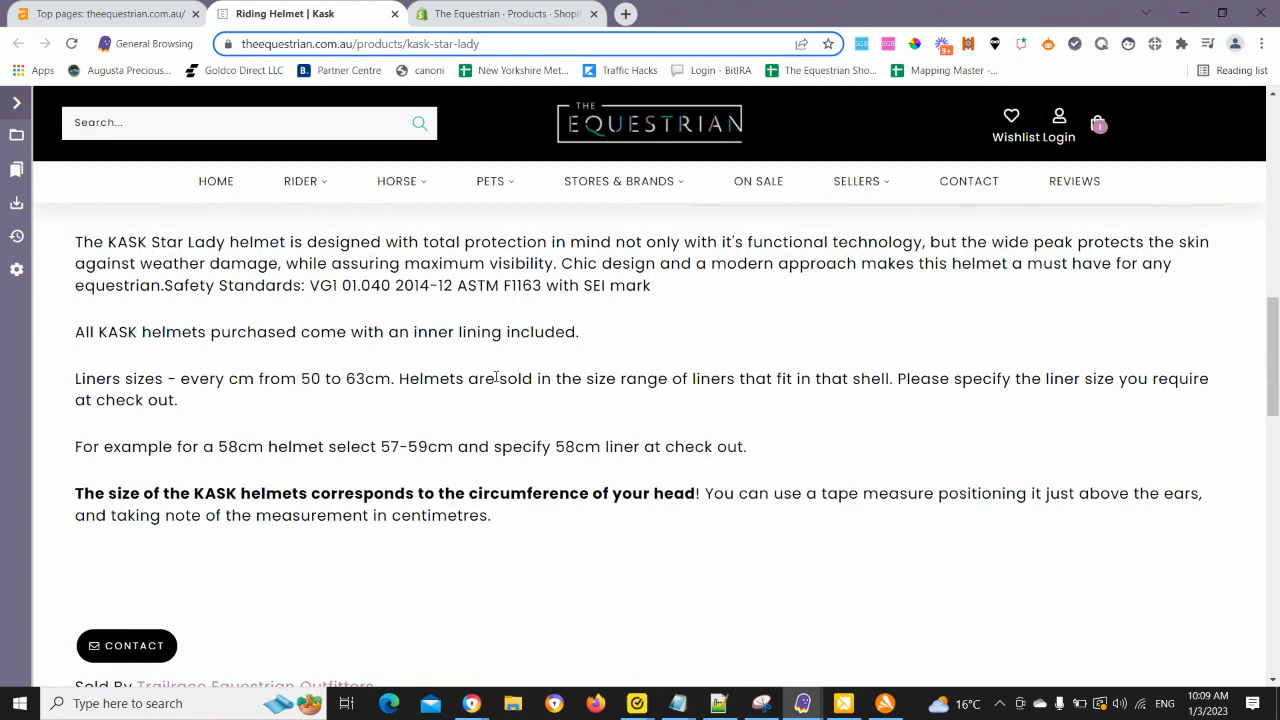 Top pages: theequestrian.com.au/
Riding Helmet | Kask
The Equestrian · Products · Shopi
General Browsing
theequestrian.com.au/products/kask-star-lady
Apps
Augusta Precious...
Goldco Direct LLC
Partner Centre
canoni
New Yorkshire Met...
Traffic Hacks
Login - BitIRA
The Equestrian Sho...
Mapping Master -...
Reading list
Search...
THE
EQUESTRIAN
Wishlist Login
1
HOME
RIDER
HORSE
PETS
STORES & BRANDS
ON SALE
SELLERS
CONTACT
REVIEWS
The KASK Star Lady helmet is designed with total protection in mind not only with it's functional technology, but the wide peak protects the skin
against weather damage, while assuring maximum visibility. Chic design and a modern approach makes this helmet a must have for any
equestrian.Safety Standards: VG1 01.040 2014-12 ASTM F1163 with SEI mark
All KASK helmets purchased come with an inner lining included.
Liners sizes - every cm from 50 to 63cm. Helmets are sold in the size range of liners that fit in that shell. Please specify the liner size you require
at check out.
For example for a 58cm helmet select 57-59cm and specify 58cm liner at check out.
The size of the KASK helmets corresponds to the circumference of your head! You can use a tape measure positioning it just above the ears,
and taking note of the measurement in centimetres.
CONTACT
Sold By Trailrace Equestrian Outfitters
Type here to search
16°C
ENG
10:09 AM
1/3/2023